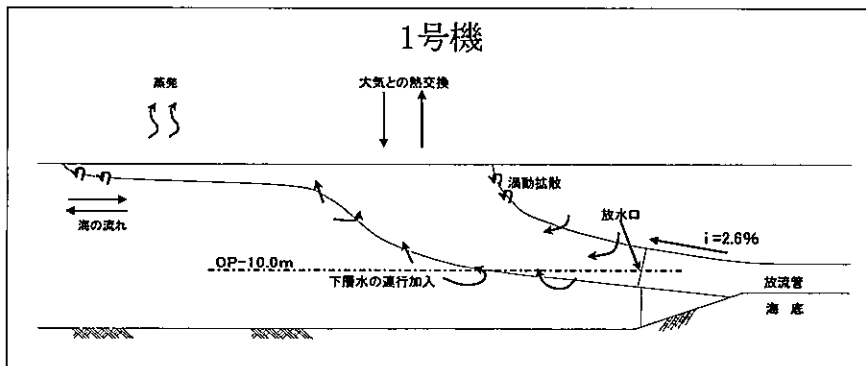 1号機
蒸発
大気との熱交換
渦動拡散
放水口
i=2.6%
海の流れ
OP-10.0m
下層水の連行加入
放流管
海底